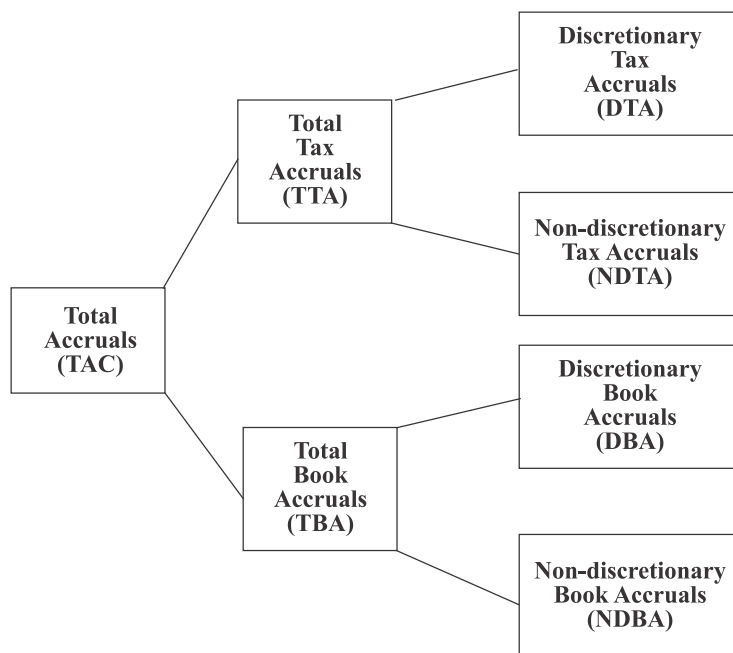 Discretionary
Tax
Accruals
(DTA)
Total
Tax
Accruals
(TTA)
Non-discretionary
Tax Accruals
(NDTA)
Total
Accruals
(TAC)
Discretionary
Book
Accruals
(DBA)
Total
Book
Accruals
(TBA)
Non-discretionary
Book Accruals
(NDBA)